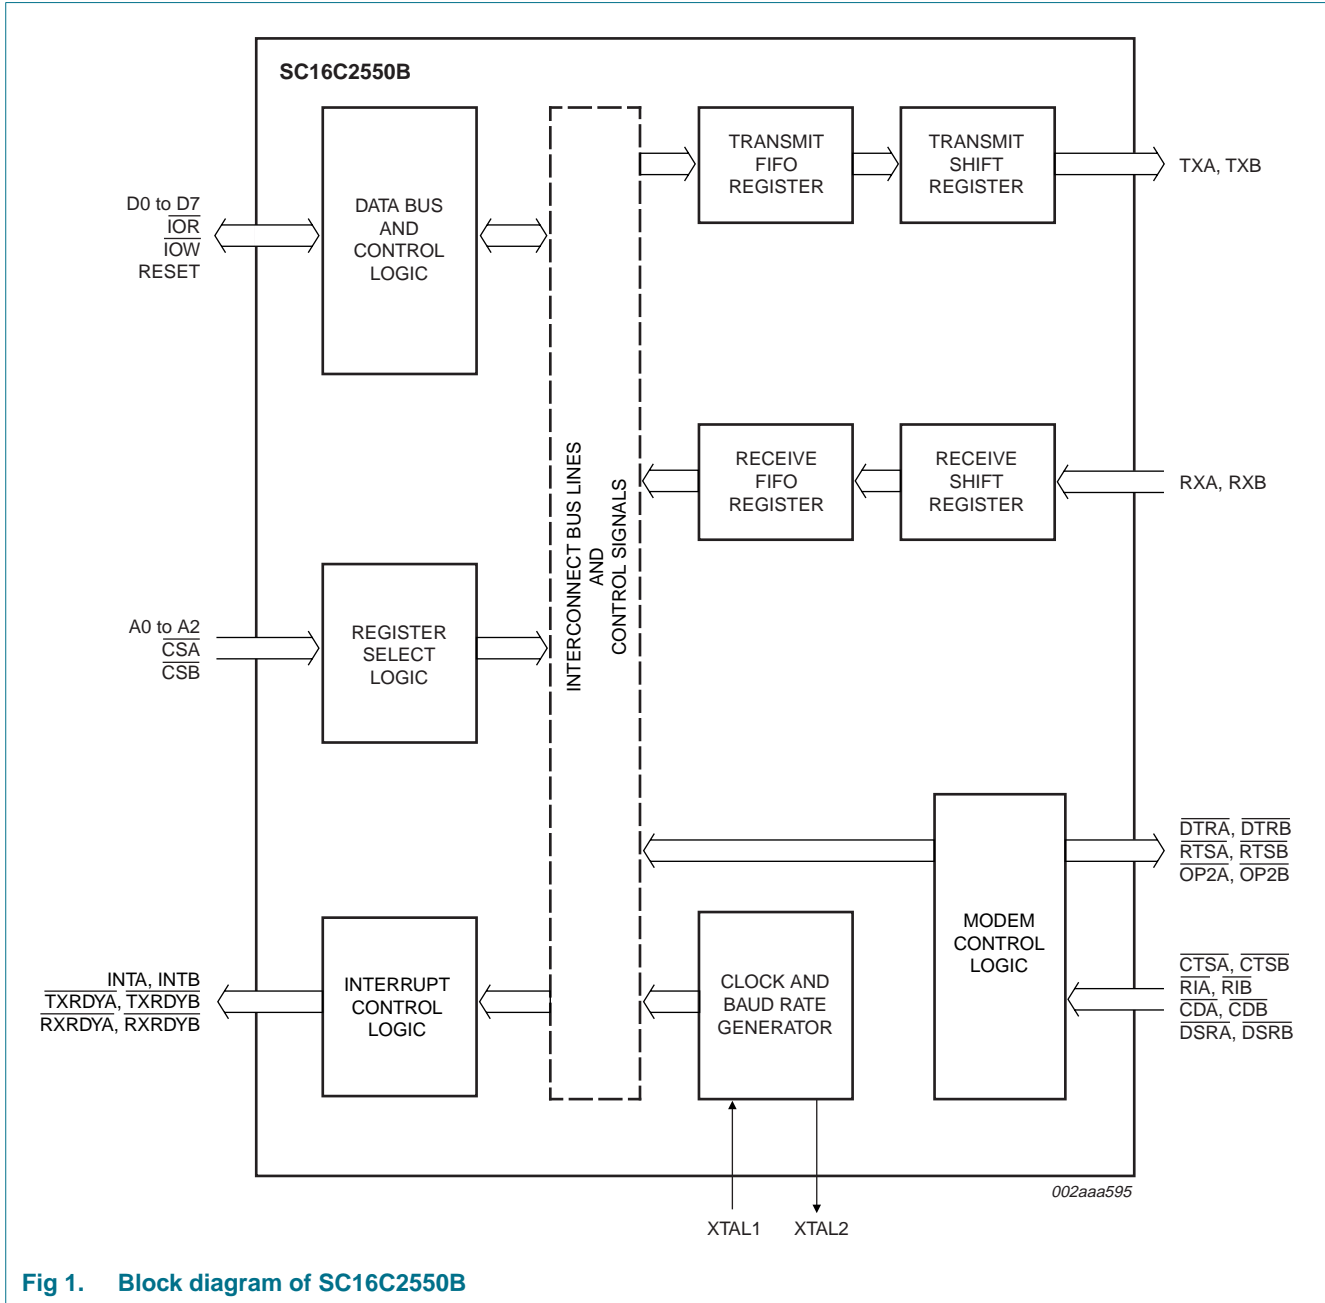 SC16C2550B
D0 to D7
IOR
IOW
RESET
DATA BUS
AND
CONTROL
LOGIC
TRANSMIT
FIFO
REGISTER
TRANSMIT
SHIFT
REGISTER
TXA, TXB
INTERCONNECT BUS LINES
AND
CONTROL SIGNALS
RECEIVE
FIFO
REGISTER
RECEIVE
SHIFT
REGISTER
RXA, RXB
A0 to A2
CSA
CSB
REGISTER
SELECT
LOGIC
DTRA, DTRB
RTSA, RTSB
OP2A, OP2B
MODEM
CONTROL
LOGIC
CTSA, CTSB
RIA, RIB
CDA, CDB
DSRA, DSRB
INTA, INTB
TXRDYA, TXRDYB
RXRDYA, RXRDYB
INTERRUPT
CONTROL
LOGIC
CLOCK AND
BAUD RATE
GENERATOR
002aaa595
XTAL1
XTAL2
Fig 1. Block diagram of SC16C2550B